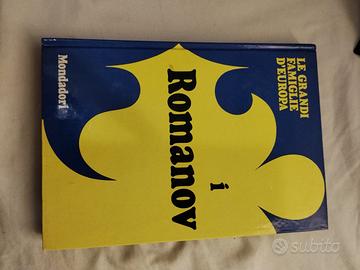 LE GRANDI
FAMIGLIE
D'EUROPA
i
Romanov
Mondadori
subito